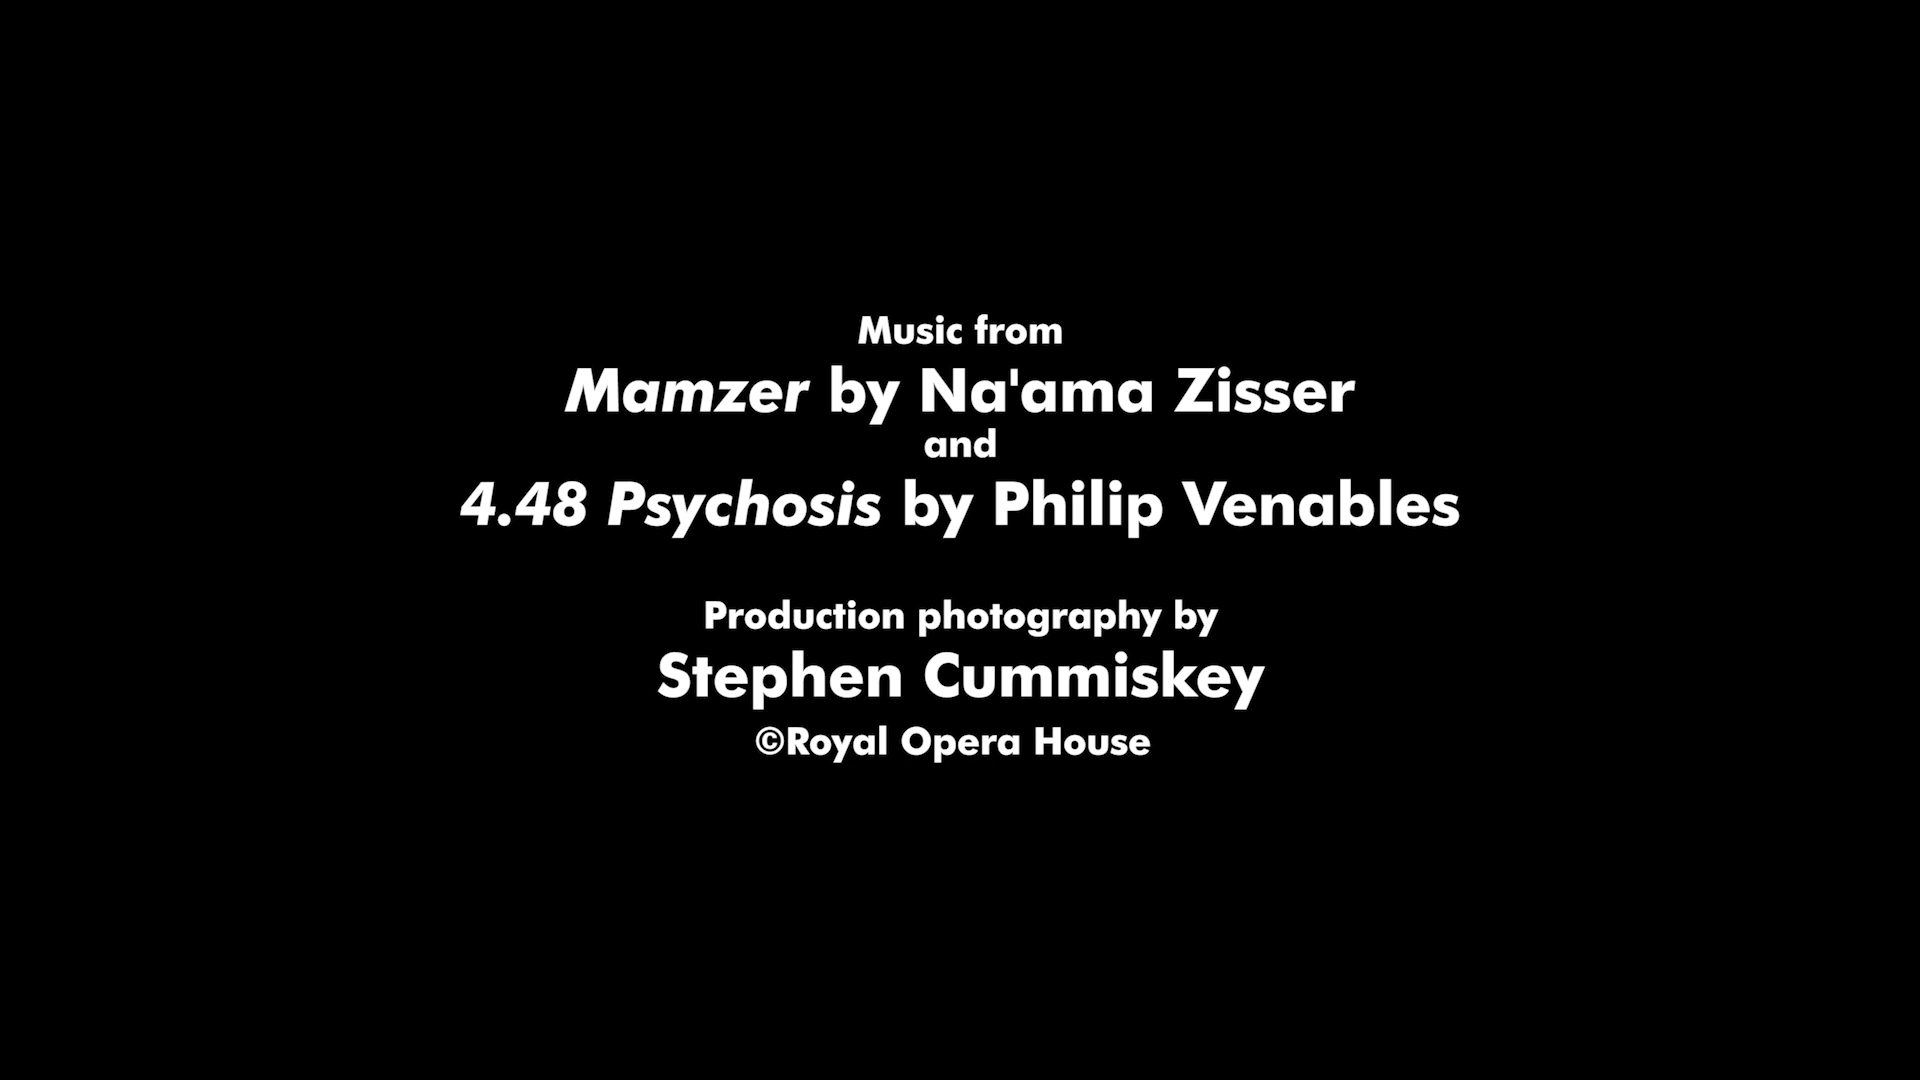 Music from
Mamzer by Na'ama Zisser
and
4.48 Psychosis by Philip Venables
Production photography by
Stephen Cummiskey
©Royal Opera House